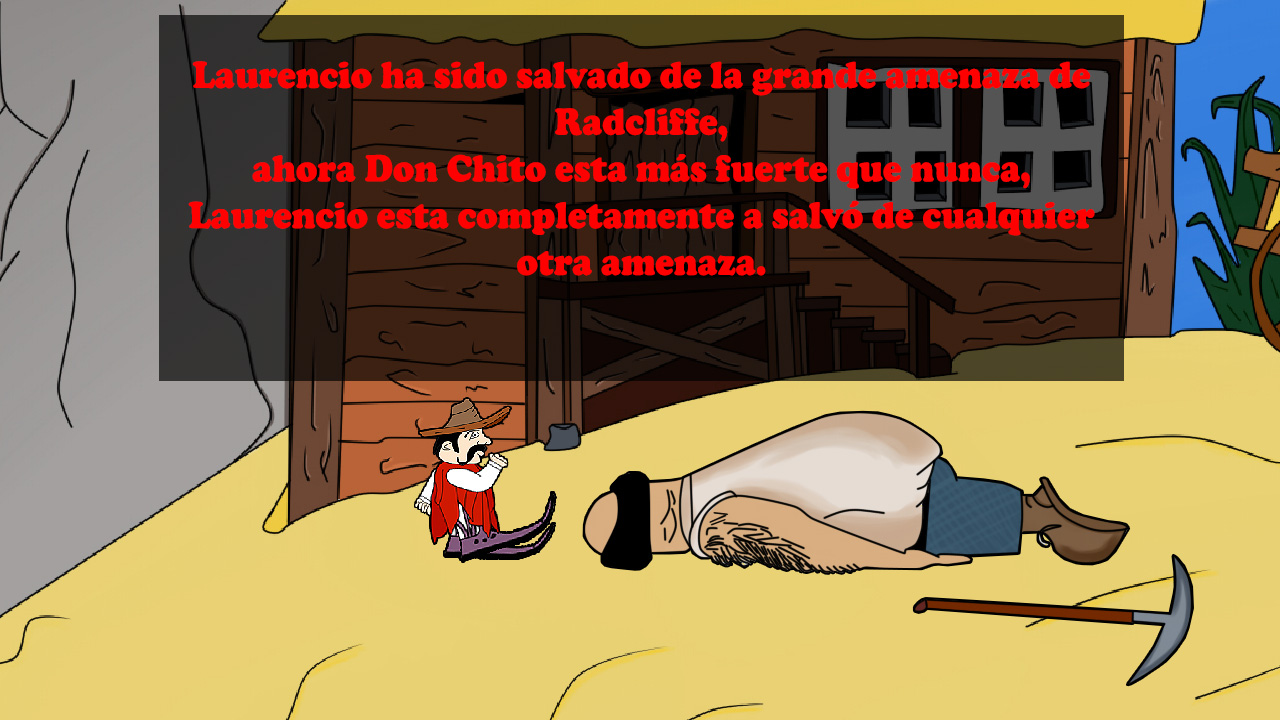 Laurencio ha sido salvado de la grande amenaza de
Radcliffe,
ahora Don Chito esta más fuerte que nunca,
Laurencio esta completamente a salvó de cualquier
otra amenaza.